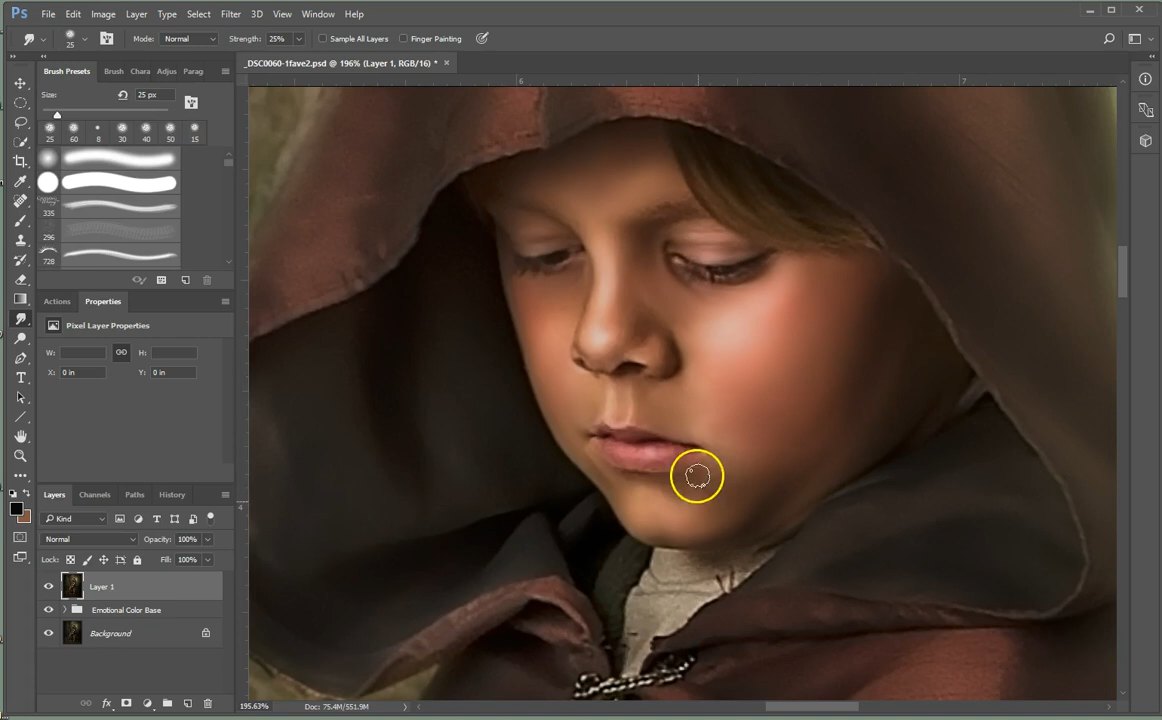 Ps File Edit Image Layer Type Select Filter 3D View Window Help
25 Mode: Normal Strength: 25% Sample All Layers Finger Painting
Brush Presets Brush Chara Adjus Parag
_DSC0060-1fave2.psd @ 196% (Layer 1, RGB/16) * ×
6 7
Size: 25 px
25 60 8 30 40 50 15
335
296
728
Actions Properties
Pixel Layer Properties
W: H:
X: 0 in Y: 0 in
Layers Channels Paths History
4
Kind
Normal Opacity: 100%
Lock: Fill: 100%
Layer 1
Emotional Color Base
Background
195.63% Doc: 75.4M/551.9M